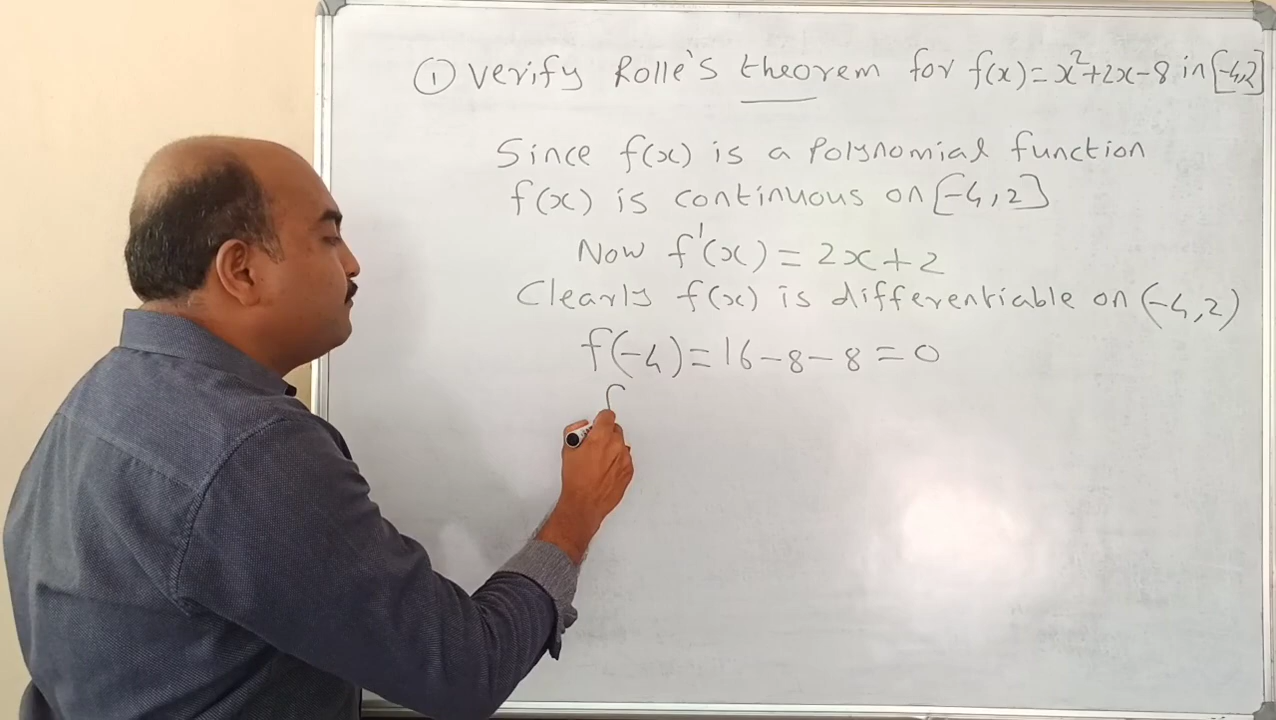 ① Verify Rolle's theorem for f(x) = x²+2x-8 in [-4,2]
Since f(x) is a Polynomial function
f(x) is continuous on [-4,2]
Now f'(x) = 2x+2
Clearly f(x) is differentiable on (-4,2)
f(-4) = 16-8-8 = 0
f